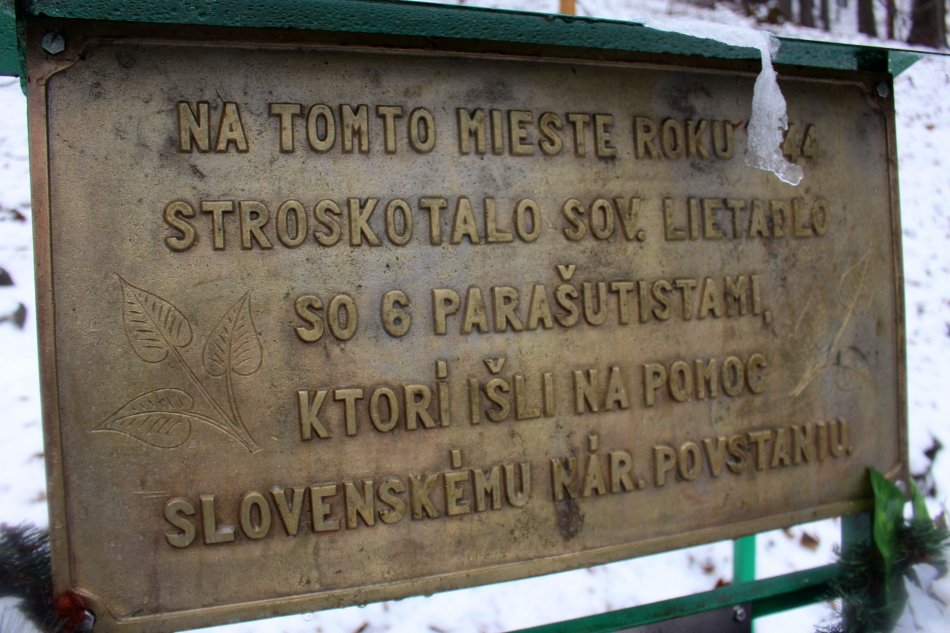 NA TOMTO MIESTE ROKU 44
STROSKOTALO SOV. LIETADLO
SO 6 PARAŠUTISTAMI,
KTORÍ IŠLI NA POMOC
SLOVENSKÉMU NÁR. POVSTANIU.